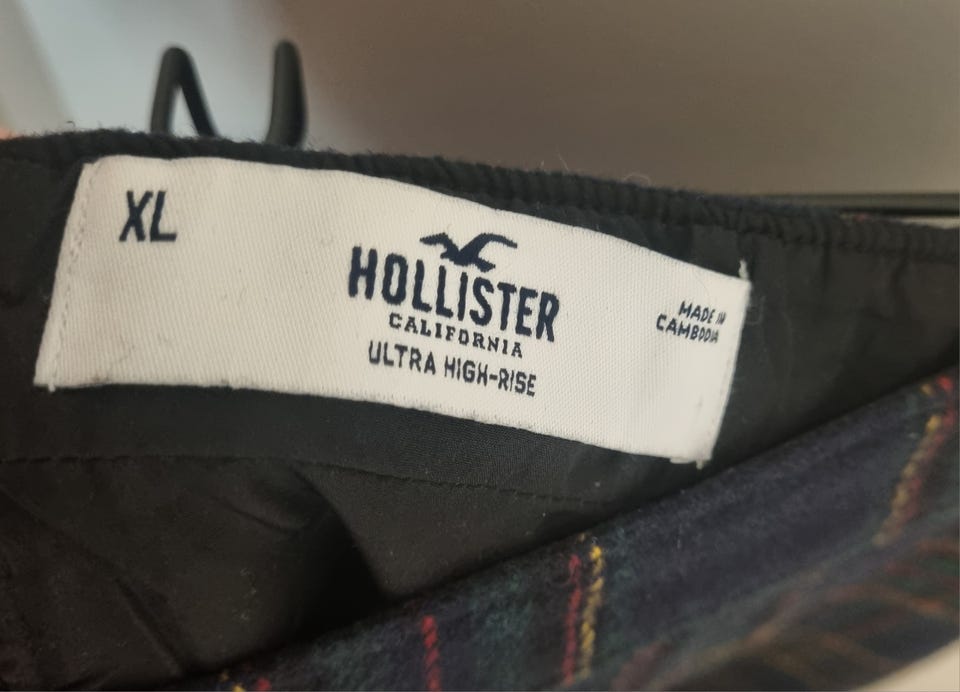 XL
HOLLISTER
CALIFORNIA
ULTRA HIGH-RISE
MADE IN
CAMBODIA